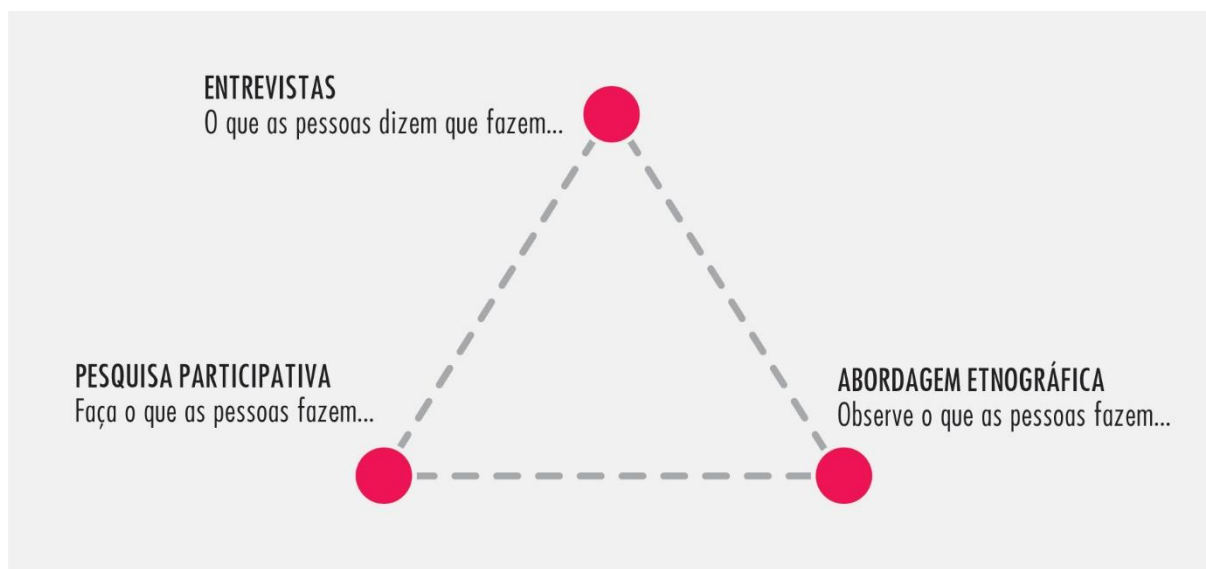 ENTREVISTAS
O que as pessoas dizem que fazem...
PESQUISA PARTICIPATIVA
Faça o que as pessoas fazem...
ABORDAGEM ETNOGRÁFICA
Observe o que as pessoas fazem...